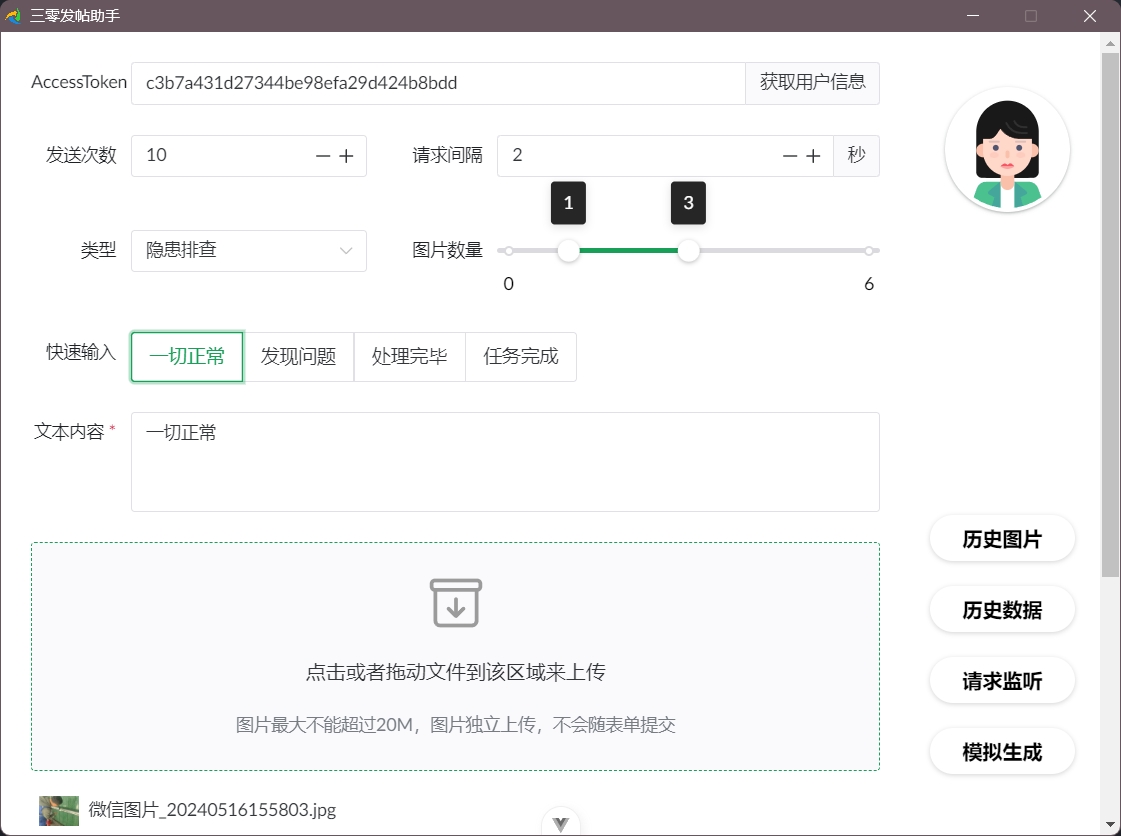 三零发帖助手
AccessToken c3b7a431d27344be98efa29d424b8bdd 获取用户信息
发送次数 10 请求间隔 2 秒
1 3
类型 隐患排查 图片数量
0 6
快速输入 一切正常 发现问题 处理完毕 任务完成
文本内容 * 一切正常
历史图片
历史数据
点击或者拖动文件到该区域来上传
请求监听
图片最大不能超过20M，图片独立上传，不会随表单提交
模拟生成
微信图片_20240516155803.jpg